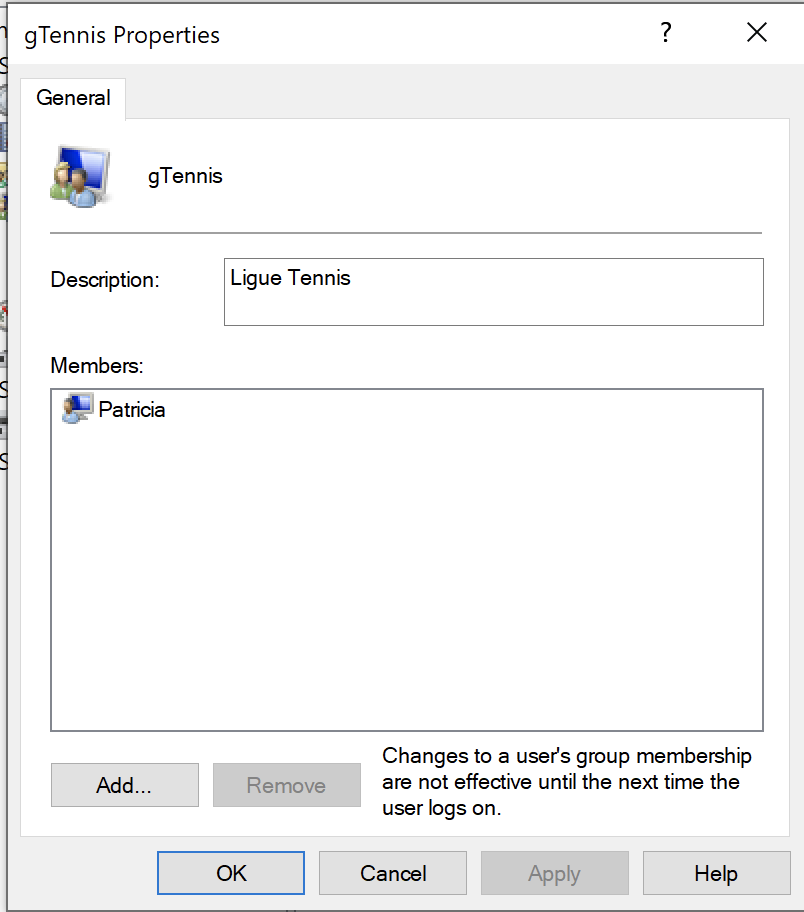 gTennis Properties
?
General
gTennis
Description:
Ligue Tennis
Members:
Patricia
Add...
Remove
Changes to a user's group membership
are not effective until the next time the
user logs on.
OK
Cancel
Apply
Help